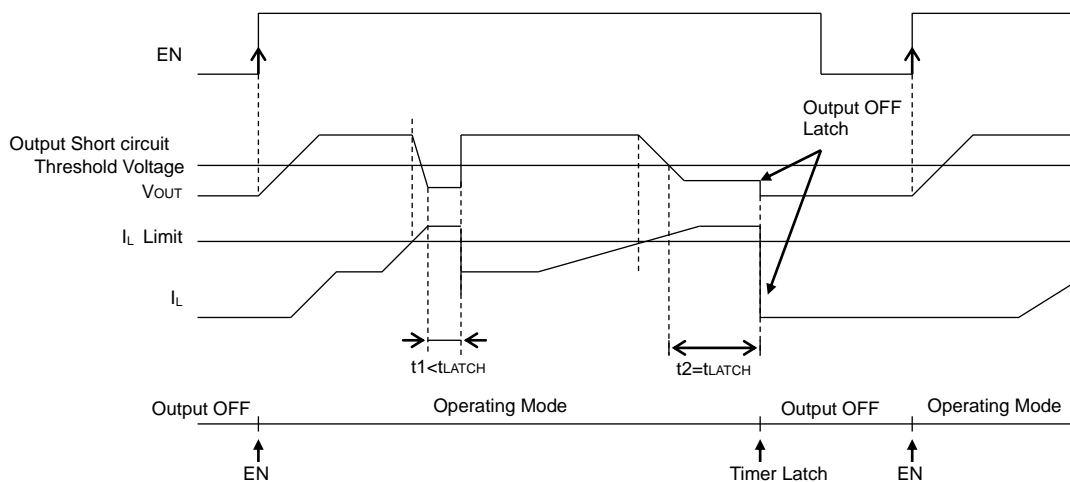 EN
Output OFF
Latch
Output Short circuit
Threshold Voltage
VOUT
IL Limit
IL
t1<tLATCH
t2=tLATCH
Output OFF
Operating Mode
Output OFF
Operating Mode
EN
Timer Latch
EN